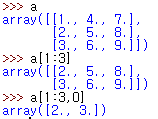 >>> a
array([[1., 4., 7.],
       [2., 5., 8.],
       [3., 6., 9.]])
>>> a[1:3]
array([[2., 5., 8.],
       [3., 6., 9.]])
>>> a[1:3,0]
array([2., 3.])